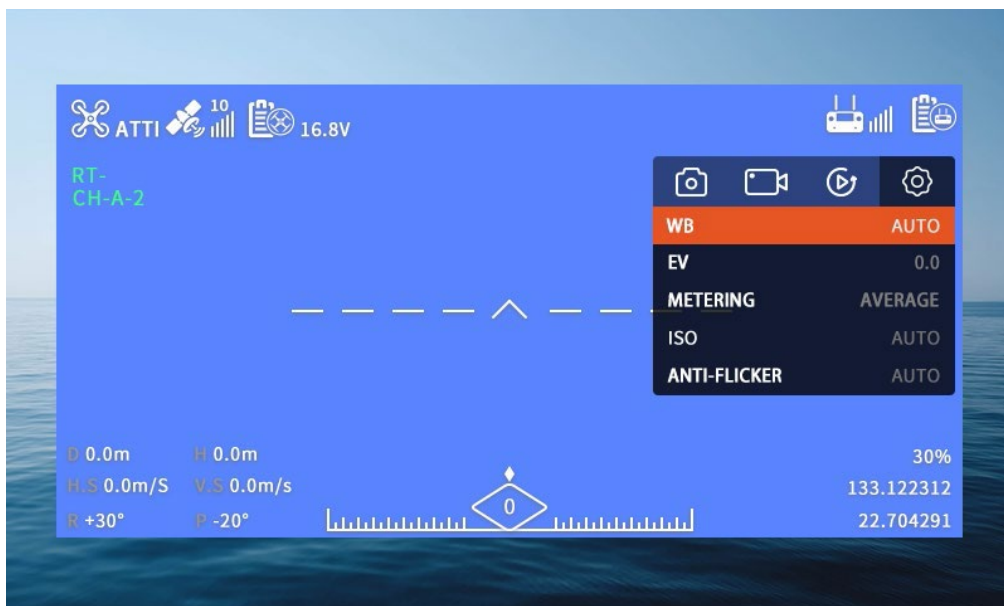 ATTI 10 16.8V
RT-
CH-A-2
WB AUTO
EV 0.0
METERING AVERAGE
ISO AUTO
ANTI-FLICKER AUTO
D 0.0m H 0.0m
30%
H.S 0.0m/S V.S 0.0m/s
133.122312
R +30° P -20°
0
22.704291